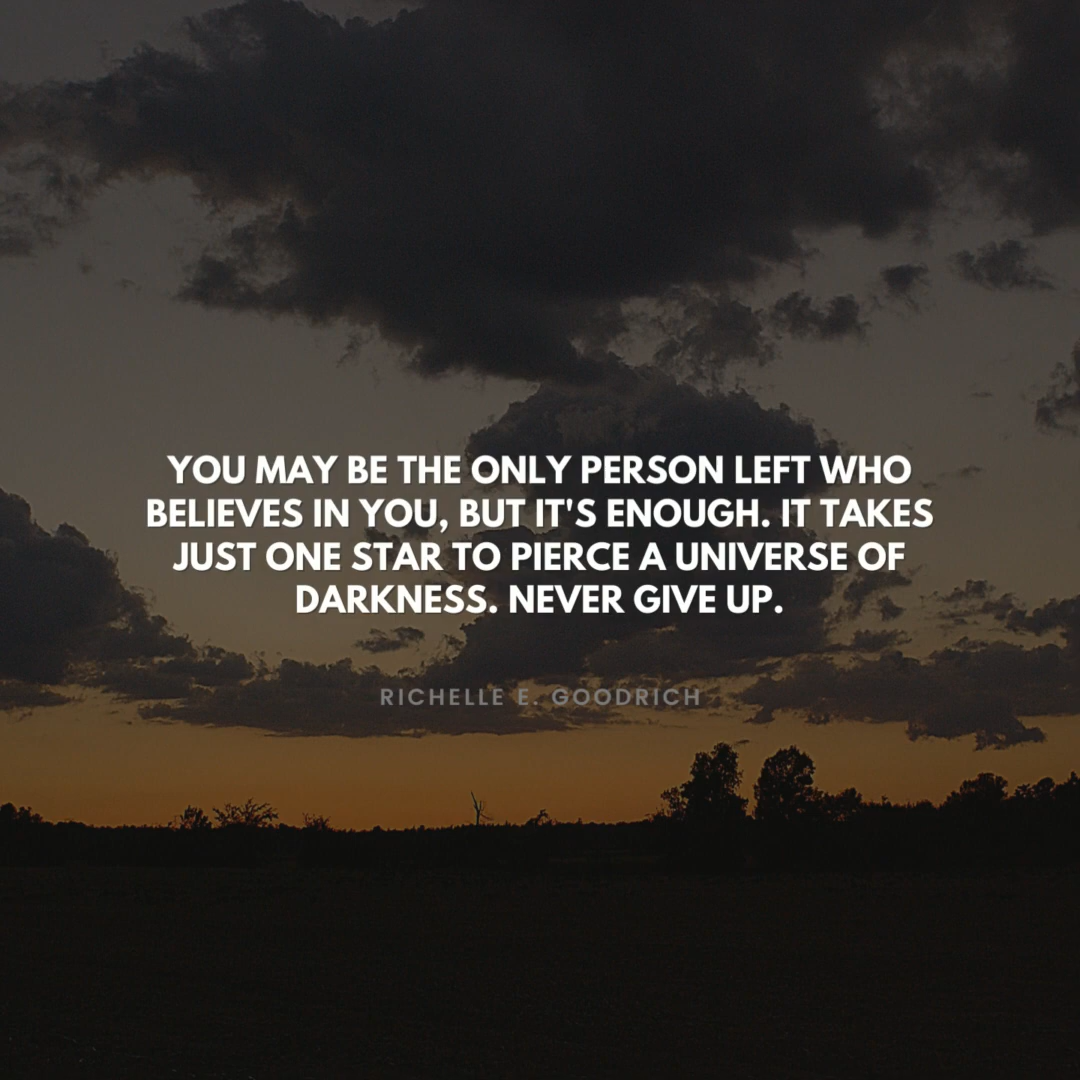 YOU MAY BE THE ONLY PERSON LEFT WHO
BELIEVES IN YOU, BUT IT'S ENOUGH. IT TAKES
JUST ONE STAR TO PIERCE A UNIVERSE OF
DARKNESS. NEVER GIVE UP.
RICHELLE E. GOODRICH